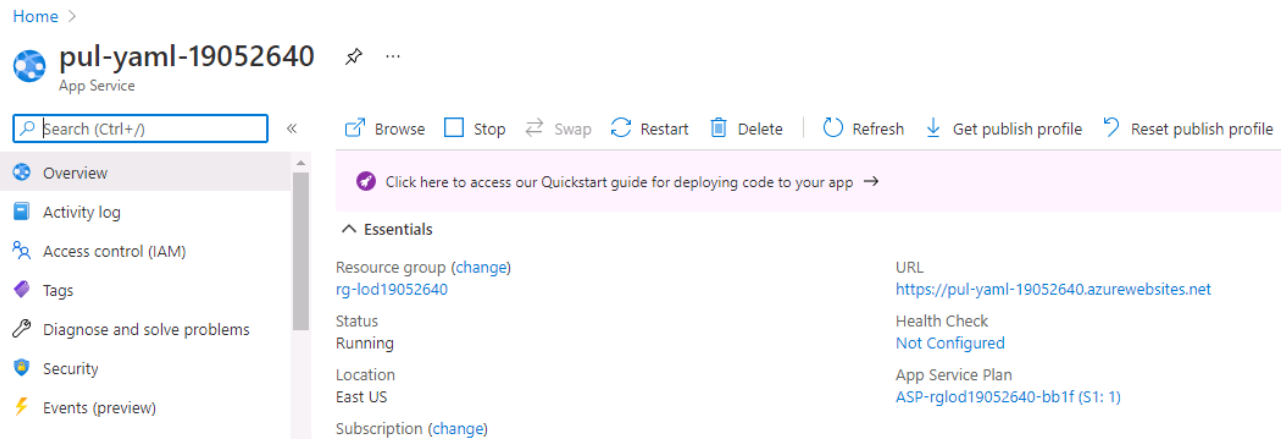 Home >
pul-yaml-19052640 ...
App Service
Search (Ctrl+/) «
Browse Stop Swap Restart Delete Refresh Get publish profile Reset publish profile
Overview
Activity log
Access control (IAM)
Tags
Diagnose and solve problems
Security
Events (preview)
Click here to access our Quickstart guide for deploying code to your app →
Essentials
Resource group (change)
rg-lod19052640
Status
Running
Location
East US
Subscription (change)
URL
https://pul-yaml-19052640.azurewebsites.net
Health Check
Not Configured
App Service Plan
ASP-rglod19052640-bb1f (S1: 1)